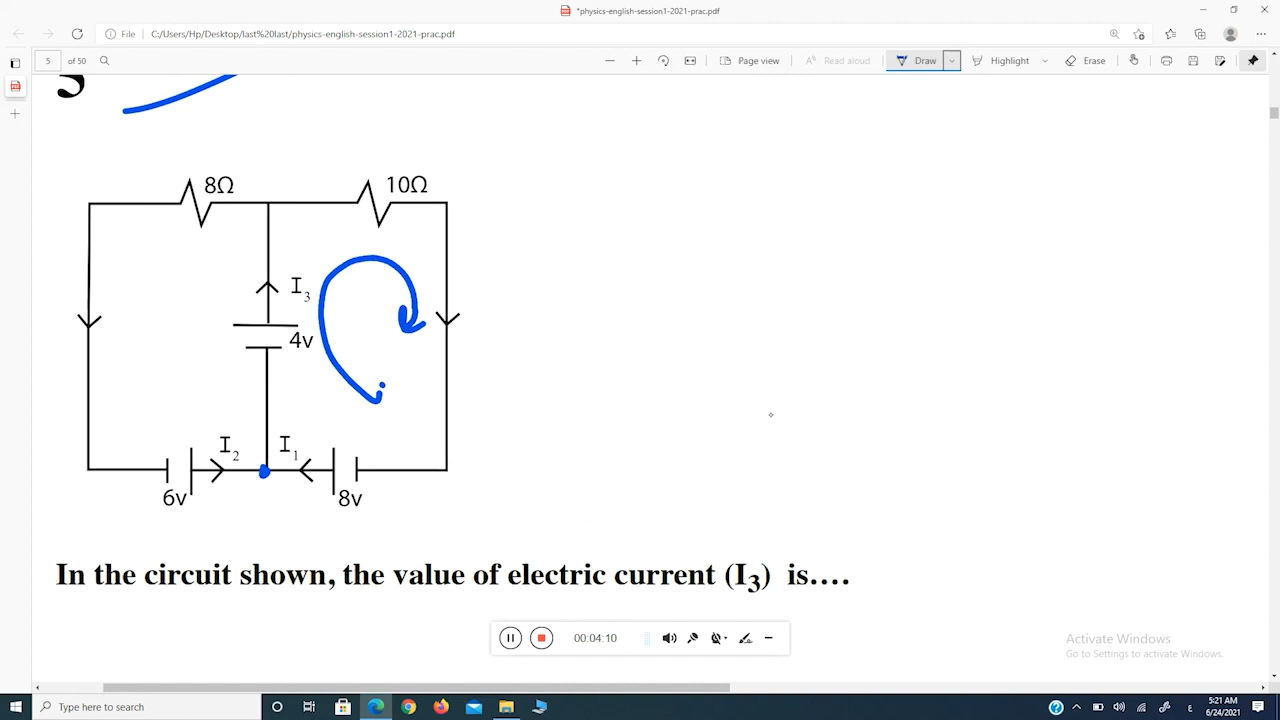 *physics-english-session1-2021-prac.pdf
File
C:/Users/Hp/Desktop/last%20last/physics-english-session1-2021-prac.pdf
5
of 50
Page view
Read aloud
Draw
Highlight
Erase
8Ω
10Ω
I3
4v
I2
I1
6v
8v
In the circuit shown, the value of electric current (I3) is....
00:04:10
Activate Windows
Go to Settings to activate Windows.
Type here to search
5:21 AM
6/24/2021